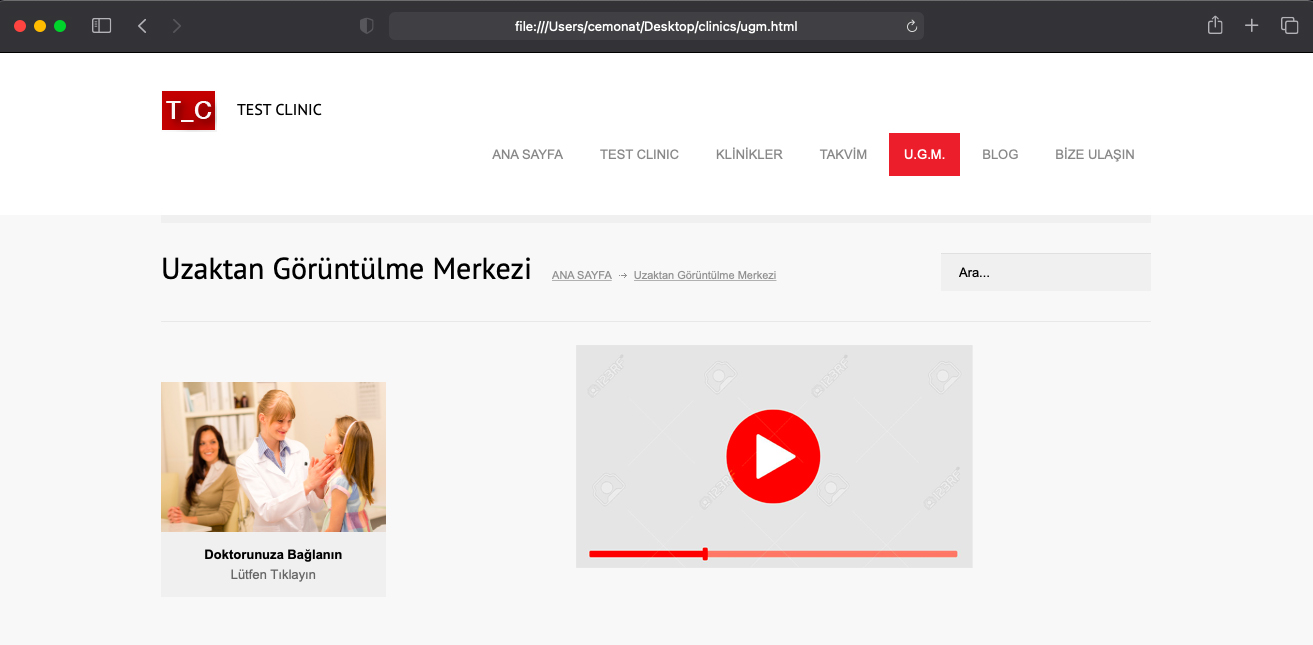 file:///Users/cemonat/Desktop/clinics/ugm.html
T_C
TEST CLINIC
ANA SAYFA TEST CLINIC KLİNİKLER TAKVİM U.G.M. BLOG BİZE ULAŞIN
Uzaktan Görüntülme Merkezi
ANA SAYFA → Uzaktan Görüntülme Merkezi
Ara...
Doktorunuza Bağlanın
Lütfen Tıklayın